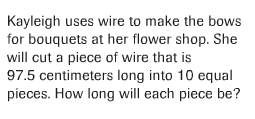 Kayleigh uses wire to make the bows
for bouquets at her flower shop. She
will cut a piece of wire that is
97.5 centimeters long into 10 equal
pieces. How long will each piece be?